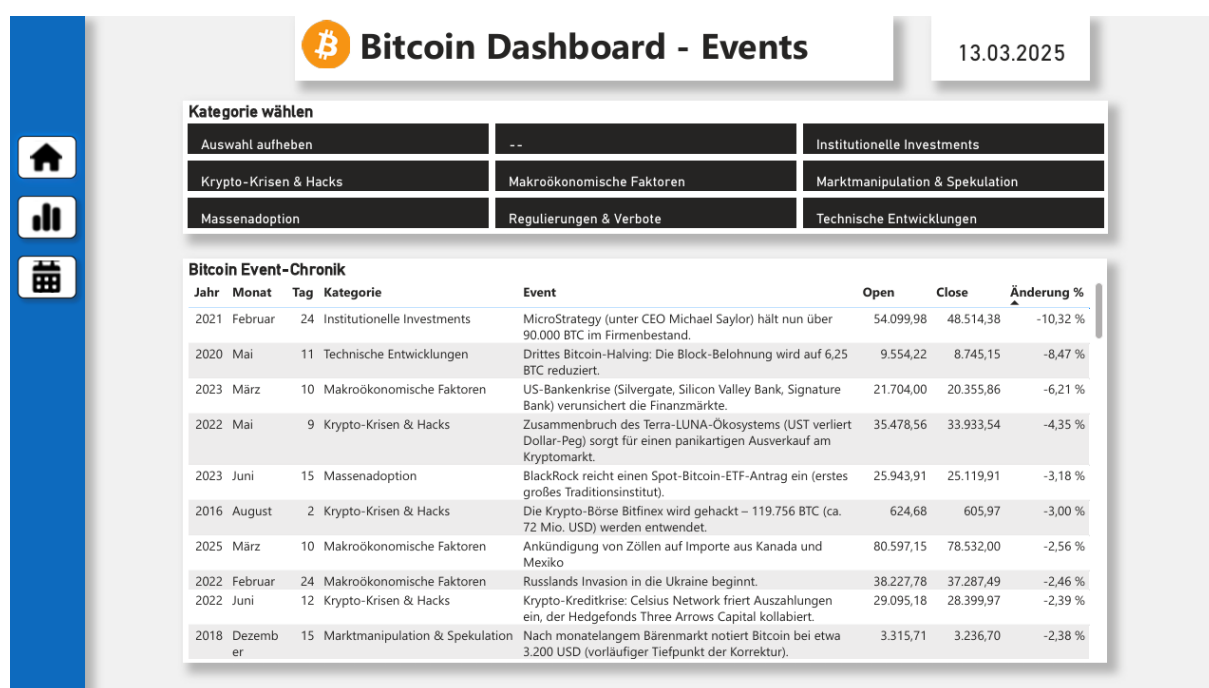 Bitcoin Dashboard - Events
13.03.2025
Kategorie wählen
Auswahl aufheben
--
Institutionelle Investments
Krypto-Krisen & Hacks
Makroökonomische Faktoren
Marktmanipulation & Spekulation
Massenadoption
Regulierungen & Verbote
Technische Entwicklungen
Bitcoin Event-Chronik
Jahr Monat Tag Kategorie Event Open Close Änderung %
2021 Februar 24 Institutionelle Investments MicroStrategy (unter CEO Michael Saylor) hält nun über 54.099,98 48.514,38 -10,32 %
90.000 BTC im Firmenbestand.
2020 Mai 11 Technische Entwicklungen Drittes Bitcoin-Halving: Die Block-Belohnung wird auf 6,25 9.554,22 8.745,15 -8,47 %
BTC reduziert.
2023 März 10 Makroökonomische Faktoren US-Bankenkrise (Silvergate, Silicon Valley Bank, Signature 21.704,00 20.355,86 -6,21 %
Bank) verunsichert die Finanzmärkte.
2022 Mai 9 Krypto-Krisen & Hacks Zusammenbruch des Terra-LUNA-Ökosystems (UST verliert 35.478,56 33.933,54 -4,35 %
Dollar-Peg) sorgt für einen panikartigen Ausverkauf am
Kryptomarkt.
2023 Juni 15 Massenadoption BlackRock reicht einen Spot-Bitcoin-ETF-Antrag ein (erstes 25.943,91 25.119,91 -3,18 %
großes Traditionsinstitut).
2016 August 2 Krypto-Krisen & Hacks Die Krypto-Börse Bitfinex wird gehackt – 119.756 BTC (ca. 624,68 605,97 -3,00 %
72 Mio. USD) werden entwendet.
2025 März 10 Makroökonomische Faktoren Ankündigung von Zöllen auf Importe aus Kanada und 80.597,15 78.532,00 -2,56 %
Mexiko
2022 Februar 24 Makroökonomische Faktoren Russlands Invasion in die Ukraine beginnt. 38.227,78 37.287,49 -2,46 %
2022 Juni 12 Krypto-Krisen & Hacks Krypto-Kreditkrise: Celsius Network friert Auszahlungen 29.095,18 28.399,97 -2,39 %
ein, der Hedgefonds Three Arrows Capital kollabiert.
2018 Dezemb 15 Marktmanipulation & Spekulation Nach monatelangem Bärenmarkt notiert Bitcoin bei etwa 3.315,71 3.236,70 -2,38 %
er 3.200 USD (vorläufiger Tiefpunkt der Korrektur).